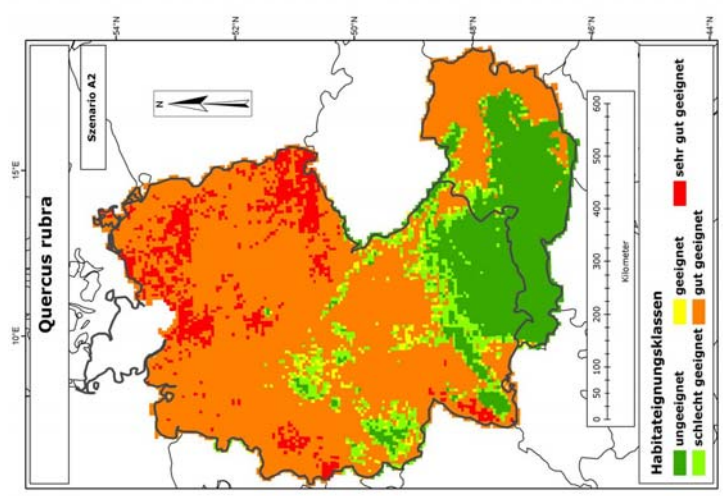 Quercus rubra
Szenario A2
N
10°E
15°E
54°N
52°N
50°N
48°N
46°N
44°N
0 50 100 200 300 400 500 600
Kilometer
Habitateignungsklassen
ungeeignet
geeignet
sehr gut geeignet
schlecht geeignet
gut geeignet